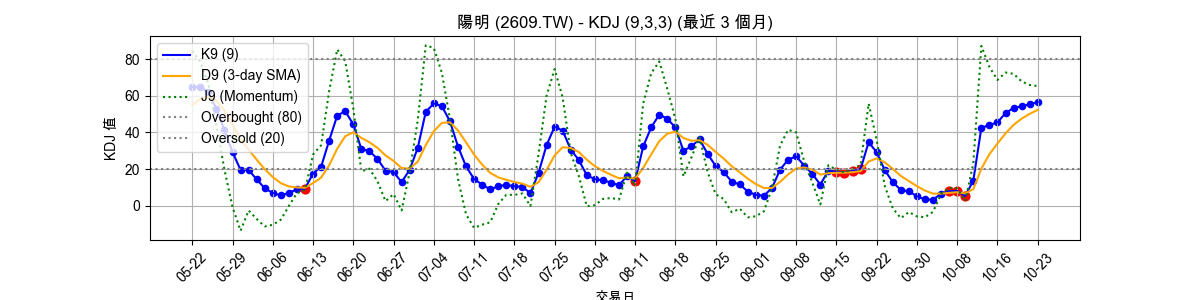 陽明 (2609.TW) - KDJ (9,3,3) (最近 3 個月)
K9 (9)
D9 (3-day SMA)
J9 (Momentum)
Overbought (80)
Oversold (20)
KDJ 值
80
60
40
20
0
05-22 05-29 06-06 06-13 06-20 06-27 07-04 07-11 07-18 07-25 08-04 08-11 08-18 08-25 09-01 09-08 09-15 09-22 09-30 10-08 10-16 10-23
交易日